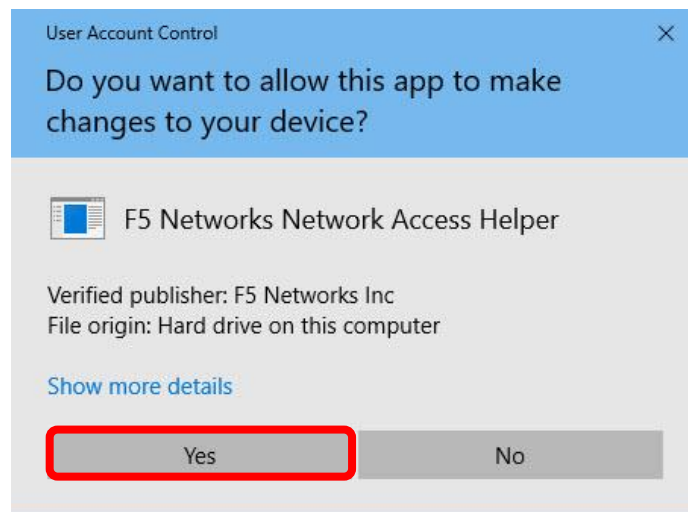 User Account Control
Do you want to allow this app to make
changes to your device?
F5 Networks Network Access Helper
Verified publisher: F5 Networks Inc
File origin: Hard drive on this computer
Show more details
Yes No